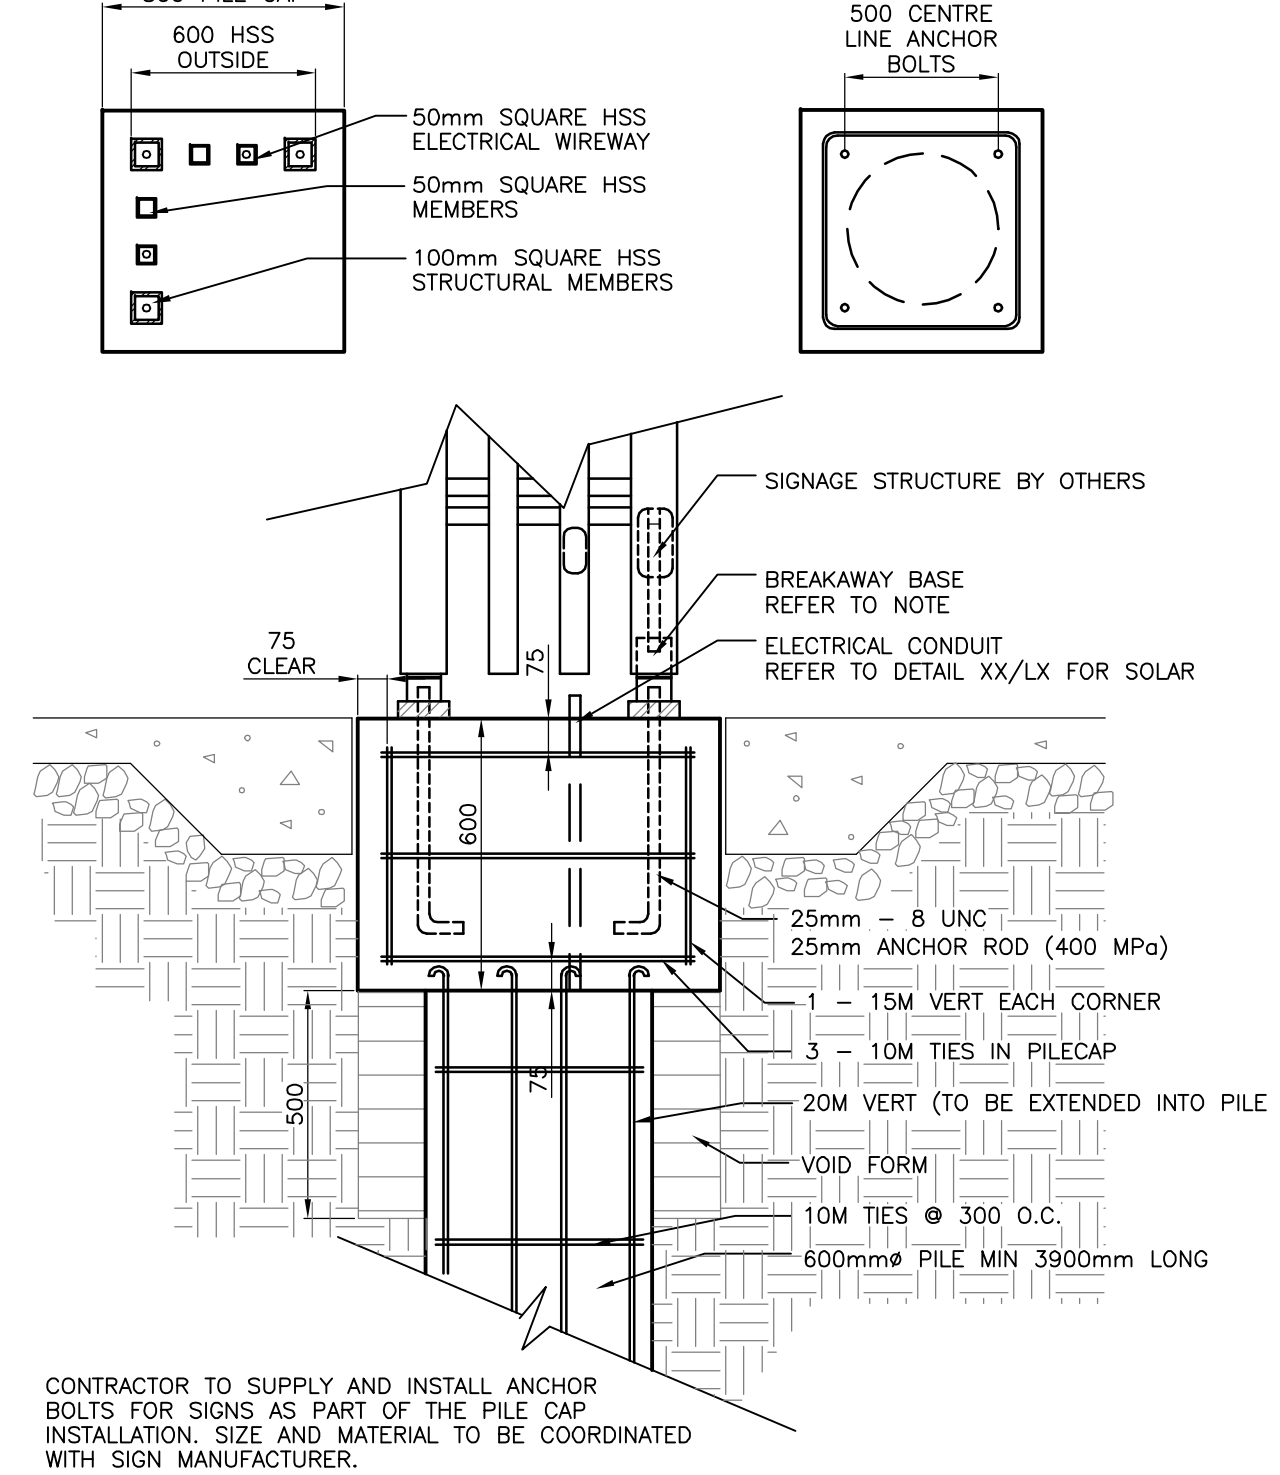 600 HSS
OUTSIDE
500 CENTRE
LINE ANCHOR
BOLTS
50mm SQUARE HSS
ELECTRICAL WIREWAY
50mm SQUARE HSS
MEMBERS
100mm SQUARE HSS
STRUCTURAL MEMBERS
SIGNAGE STRUCTURE BY OTHERS
BREAKAWAY BASE
REFER TO NOTE
75
CLEAR
75
ELECTRICAL CONDUIT
REFER TO DETAIL XX/LX FOR SOLAR
600
25mm – 8 UNC
25mm ANCHOR ROD (400 MPa)
1 – 15M VERT EACH CORNER
3 – 10M TIES IN PILECAP
75
500
20M VERT (TO BE EXTENDED INTO PILE
VOID FORM
10M TIES @ 300 O.C.
600mmø PILE MIN 3900mm LONG
CONTRACTOR TO SUPPLY AND INSTALL ANCHOR
BOLTS FOR SIGNS AS PART OF THE PILE CAP
INSTALLATION. SIZE AND MATERIAL TO BE COORDINATED
WITH SIGN MANUFACTURER.